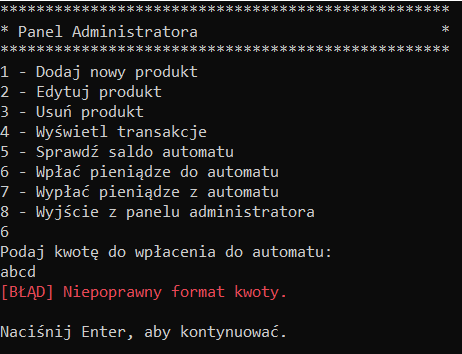 **************************************************
* Panel Administratora                           *
**************************************************
1 - Dodaj nowy produkt
2 - Edytuj produkt
3 - Usuń produkt
4 - Wyświetl transakcje
5 - Sprawdź saldo automatu
6 - Wpłać pieniądze do automatu
7 - Wypłać pieniądze z automatu
8 - Wyjście z panelu administratora
6
Podaj kwotę do wpłacenia do automatu:
abcd
[BŁĄD] Niepoprawny format kwoty.
Naciśnij Enter, aby kontynuować.